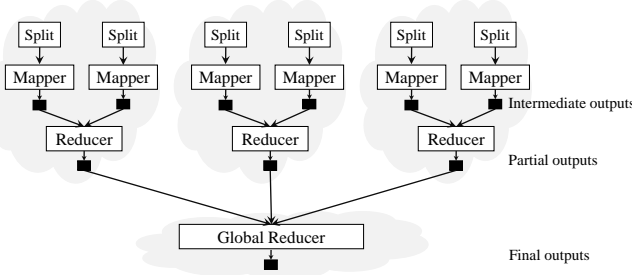 Split Split Split Split Split Split
Mapper Mapper Mapper Mapper Mapper Mapper
Intermediate outputs
Reducer Reducer Reducer
Partial outputs
Global Reducer
Final outputs